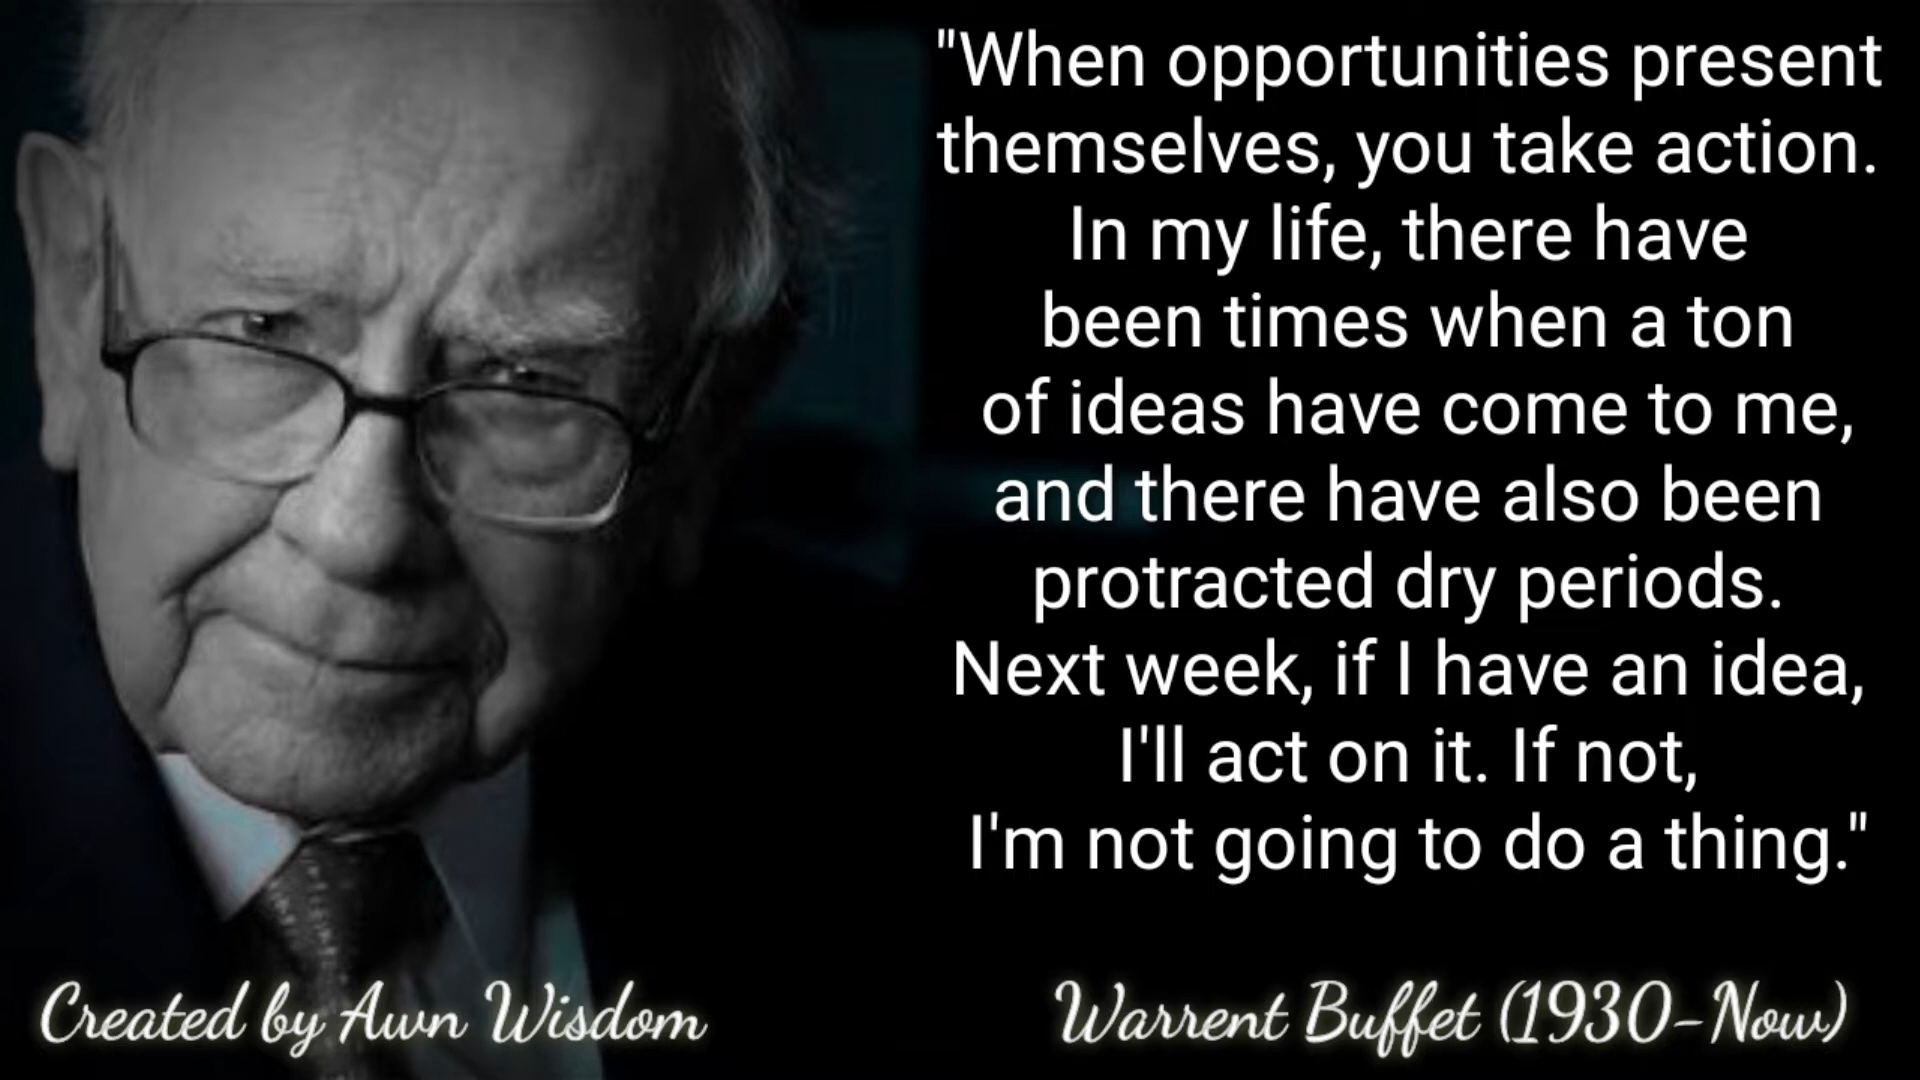 "When opportunities present
themselves, you take action.
In my life, there have
been times when a ton
of ideas have come to me,
and there have also been
protracted dry periods.
Next week, if I have an idea,
I'll act on it. If not,
I'm not going to do a thing."
Created by Awn Wisdom
Warrent Buffet (1930-Now)